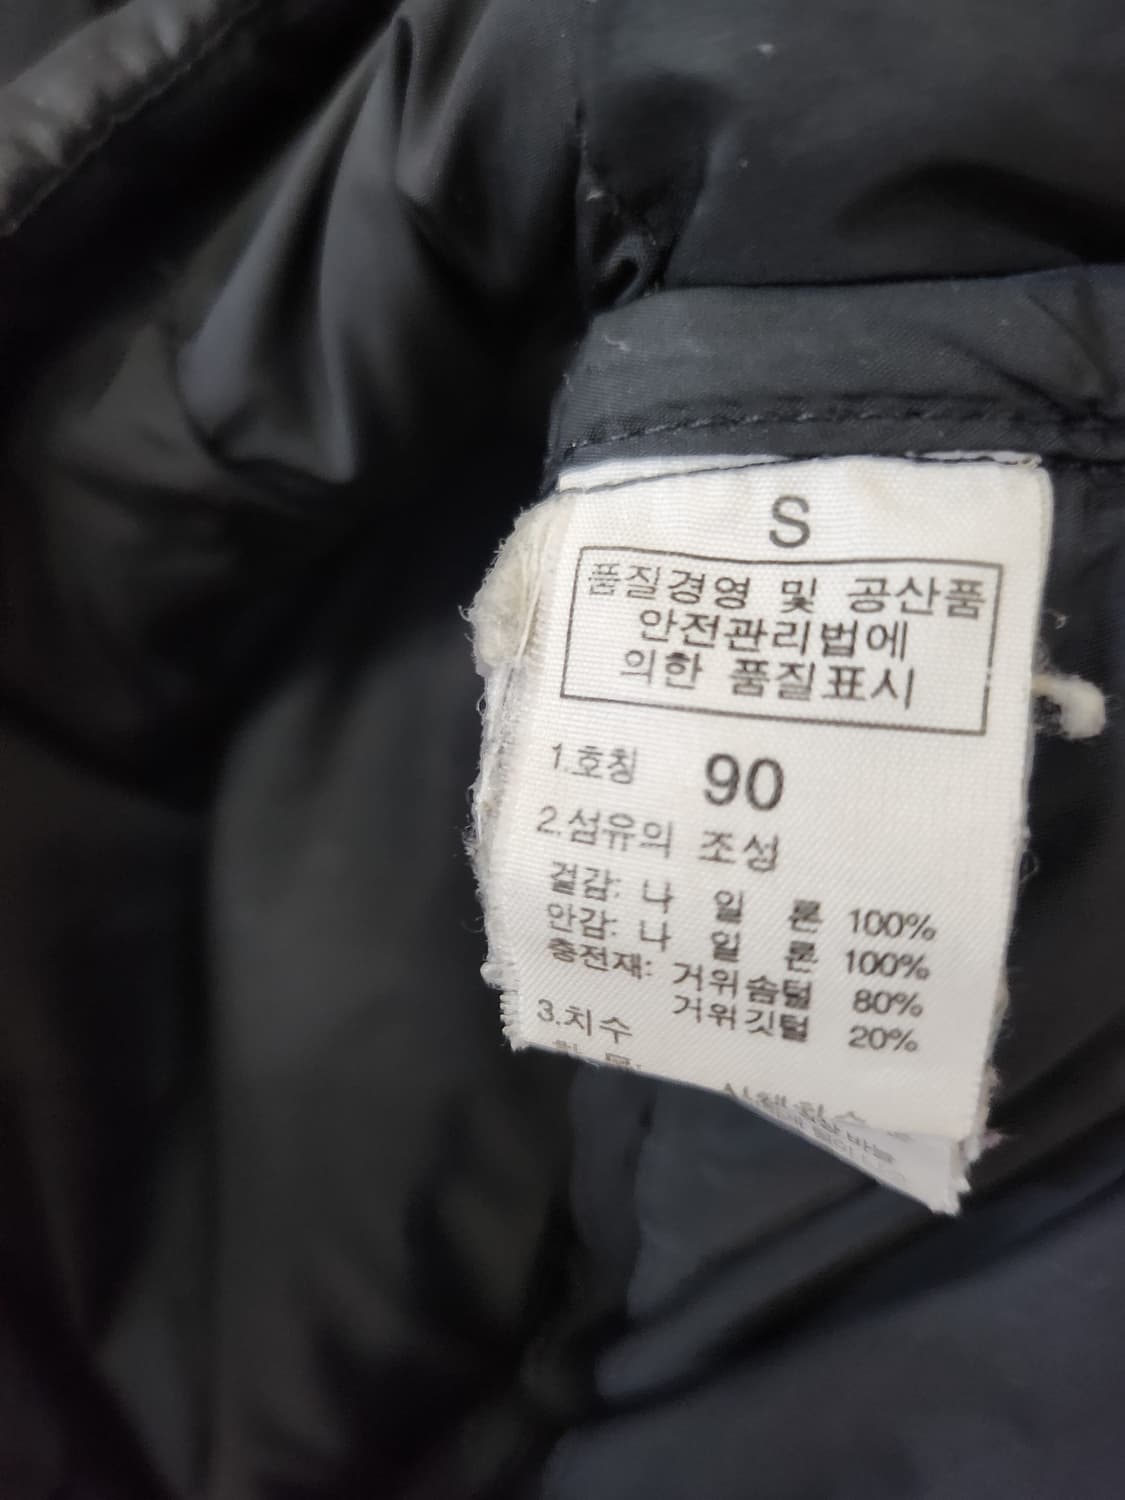 S
품질경영 및 공산품
안전관리법에
의한 품질표시
1.호칭 90
2.섬유의 조성
겉감: 나 일 론 100%
안감: 나 일 론 100%
충전재: 거위솜털 80%
거위깃털 20%
3.치수